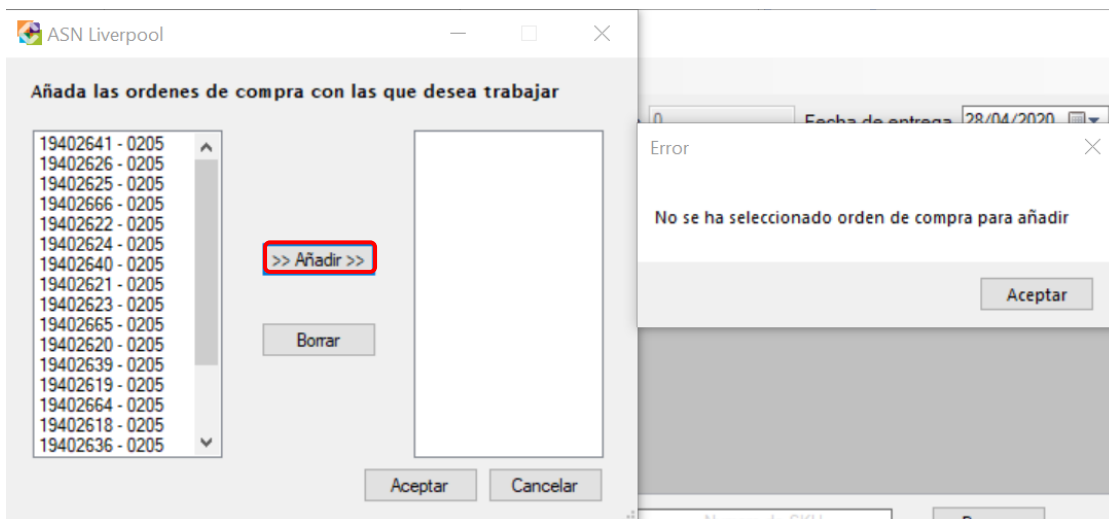 ASN Liverpool
Añada las ordenes de compra con las que desea trabajar
19402641 - 0205
19402626 - 0205
19402625 - 0205
19402666 - 0205
19402622 - 0205
19402624 - 0205
19402640 - 0205
19402621 - 0205
19402623 - 0205
19402665 - 0205
19402620 - 0205
19402639 - 0205
19402619 - 0205
19402664 - 0205
19402618 - 0205
19402636 - 0205
>> Añadir >>
Borrar
Aceptar
Cancelar
0
Fecha de entrega
28/04/2020
Error
No se ha seleccionado orden de compra para añadir
Aceptar